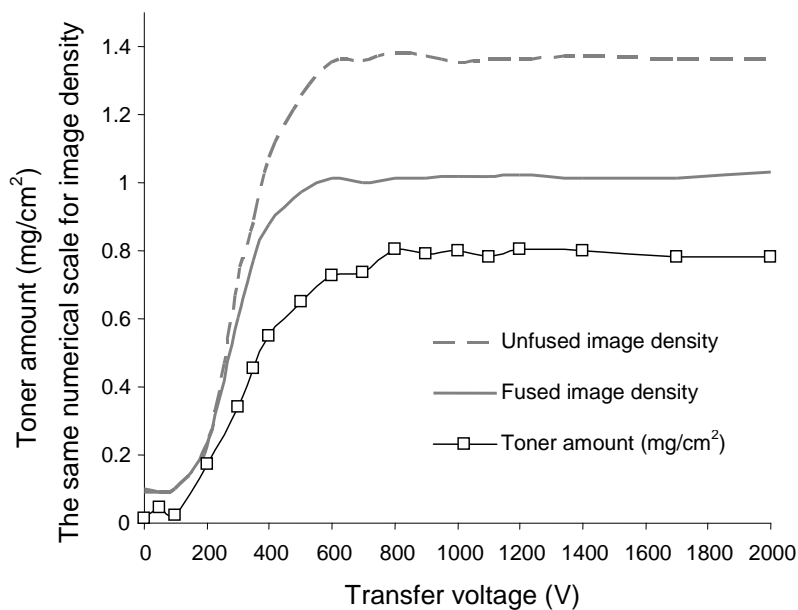 Toner amount (mg/cm²)
The same numerical scale for image density
1.4
1.2
1
0.8
0.6
0.4
0.2
0
Unfused image density
Fused image density
Toner amount (mg/cm²)
0 200 400 600 800 1000 1200 1400 1600 1800 2000
Transfer voltage (V)